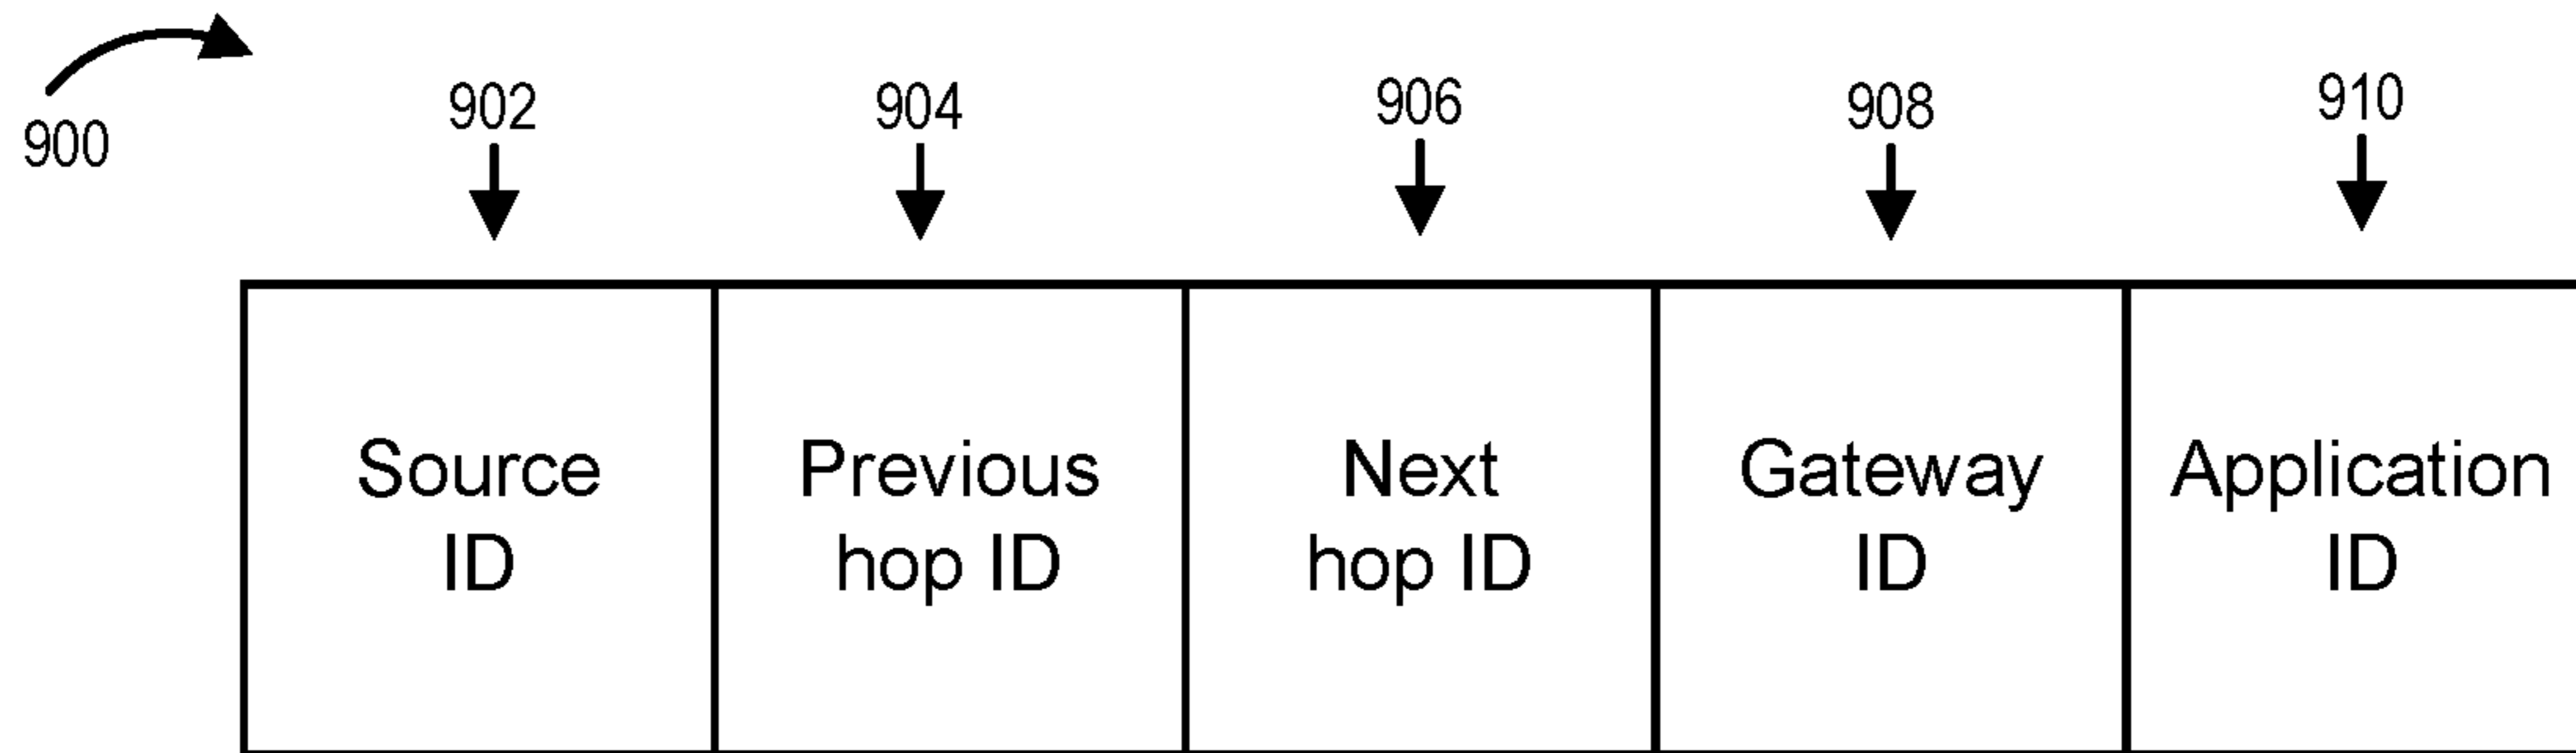 900
902
904
906
908
910
Source
ID
Previous
hop ID
Next
hop ID
Gateway
ID
Application
ID